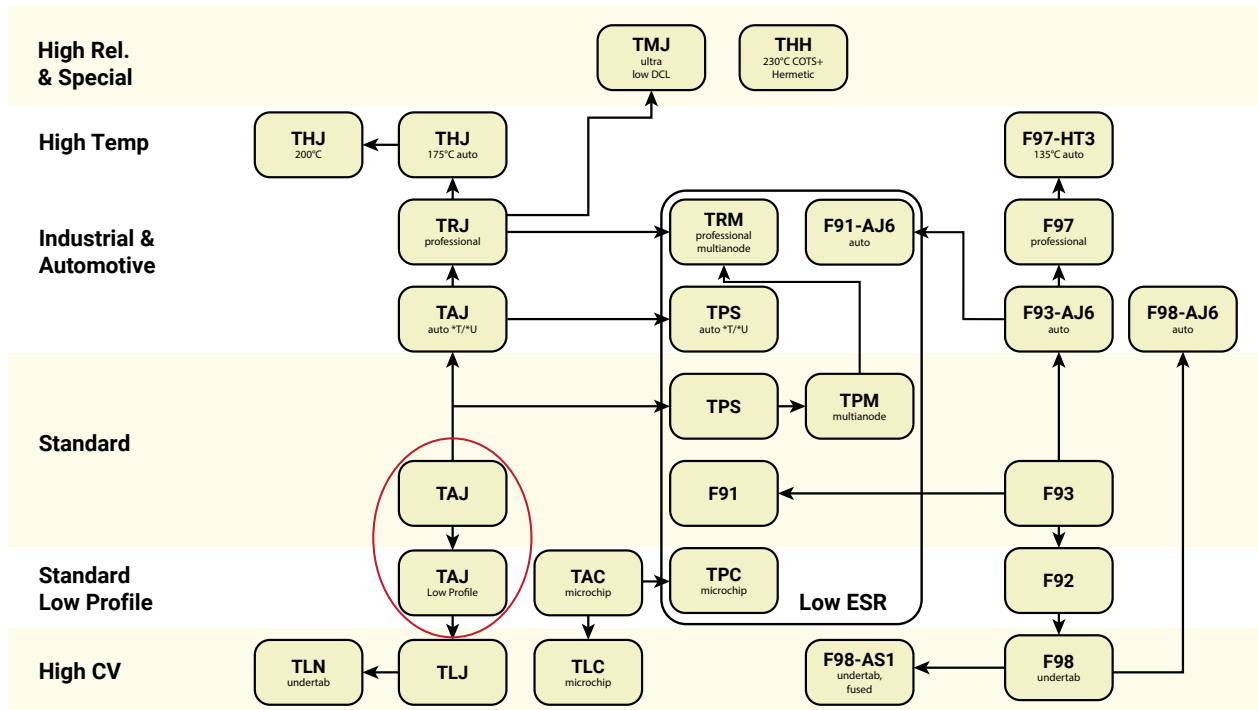 High Rel.
& Special
TMJ
ultra
low DCL
THH
230°C COTS+
Hermetic
High Temp
THJ
200°C
THJ
175°C auto
F97-HT3
135°C auto
Industrial &
Automotive
TRJ
professional
TRM
professional
multianode
F91-AJ6
auto
F97
professional
TAJ
auto *T/*U
TPS
auto *T/*U
F93-AJ6
auto
F98-AJ6
auto
Standard
TPS
TPM
multianode
TAJ
F91
F93
Standard
Low Profile
TAJ
Low Profile
TAC
microchip
TPC
microchip
Low ESR
F92
High CV
TLN
undertab
TLJ
TLC
microchip
F98-AS1
undertab,
fused
F98
undertab